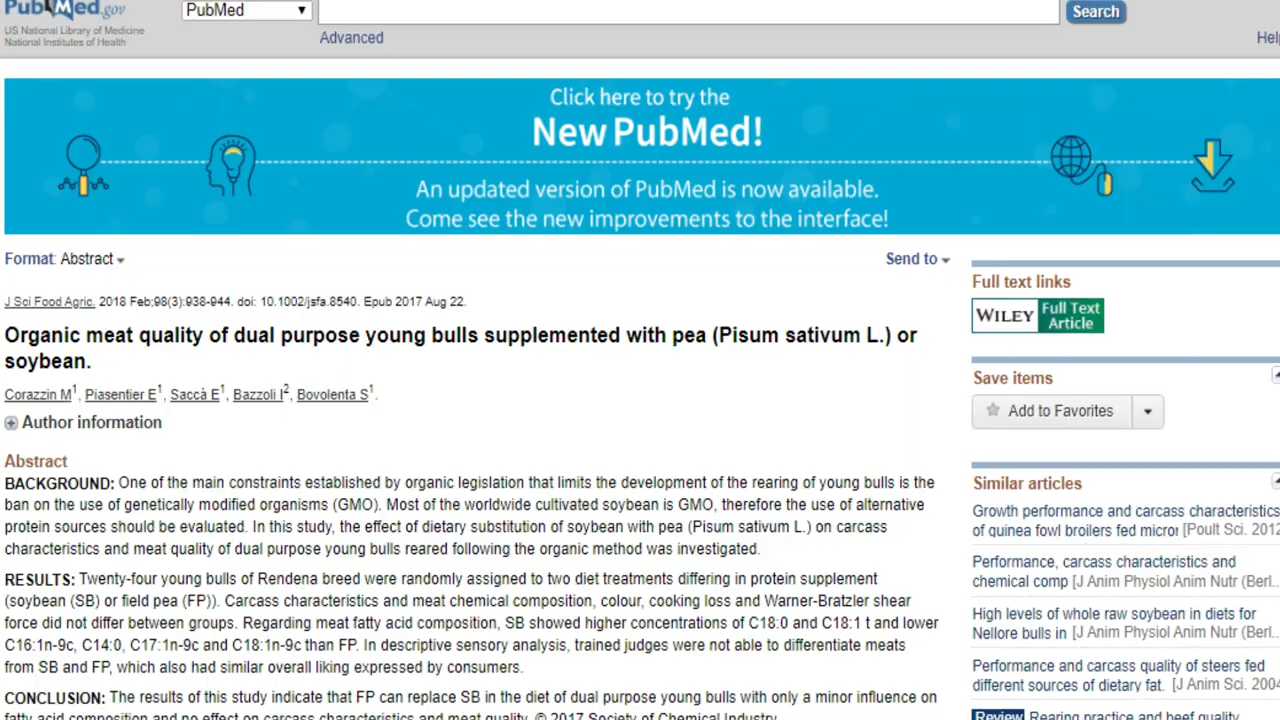 PubMed.gov
US National Library of Medicine
National Institutes of Health
PubMed
Search
Advanced
Help
Click here to try the
New PubMed!
An updated version of PubMed is now available.
Come see the new improvements to the interface!
Format: Abstract
Send to
J Sci Food Agric. 2018 Feb;98(3):938-944. doi: 10.1002/jsfa.8540. Epub 2017 Aug 22.
Organic meat quality of dual purpose young bulls supplemented with pea (Pisum sativum L.) or
soybean.
Corazzin M1, Piasentier E1, Saccà E1, Bazzoli I2, Bovolenta S1.
Author information
Abstract
BACKGROUND: One of the main constraints established by organic legislation that limits the development of the rearing of young bulls is the
ban on the use of genetically modified organisms (GMO). Most of the worldwide cultivated soybean is GMO, therefore the use of alternative
protein sources should be evaluated. In this study, the effect of dietary substitution of soybean with pea (Pisum sativum L.) on carcass
characteristics and meat quality of dual purpose young bulls reared following the organic method was investigated.
RESULTS: Twenty-four young bulls of Rendena breed were randomly assigned to two diet treatments differing in protein supplement
(soybean (SB) or field pea (FP)). Carcass characteristics and meat chemical composition, colour, cooking loss and Warner-Bratzler shear
force did not differ between groups. Regarding meat fatty acid composition, SB showed higher concentrations of C18:0 and C18:1 t and lower
C16:1n-9c, C14:0, C17:1n-9c and C18:1n-9c than FP. In descriptive sensory analysis, trained judges were not able to differentiate meats
from SB and FP, which also had similar overall liking expressed by consumers.
CONCLUSION: The results of this study indicate that FP can replace SB in the diet of dual purpose young bulls with only a minor influence on
fatty acid composition and no effect on carcass characteristics and meat quality. © 2017 Society of Chemical Industry.
Full text links
WILEY Full Text
Article
Save items
Add to Favorites
Similar articles
Growth performance and carcass characteristics
of guinea fowl broilers fed micror [Poult Sci. 2012
Performance, carcass characteristics and
chemical comp [J Anim Physiol Anim Nutr (Berl...
High levels of whole raw soybean in diets for
Nellore bulls in [J Anim Physiol Anim Nutr (Berl...
Performance and carcass quality of steers fed
different sources of dietary fat. [J Anim Sci. 2004
Review Rearing practice and beef quality